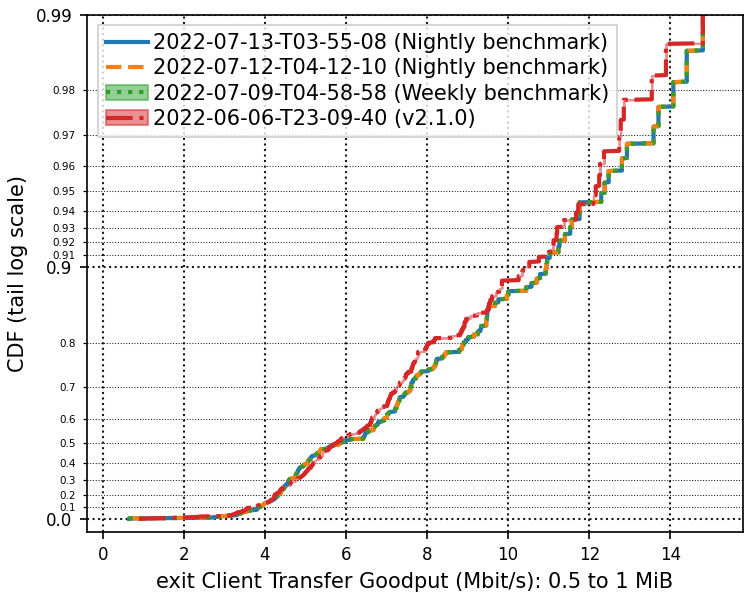 0.99
2022-07-13-T03-55-08 (Nightly benchmark)
2022-07-12-T04-12-10 (Nightly benchmark)
2022-07-09-T04-58-58 (Weekly benchmark)
2022-06-06-T23-09-40 (v2.1.0)
0.98
0.97
0.96
0.95
0.94
0.93
0.92
0.91
0.9
0.8
0.7
0.6
0.5
0.4
0.3
0.2
0.1
0.0
CDF (tail log scale)
0 2 4 6 8 10 12 14
exit Client Transfer Goodput (Mbit/s): 0.5 to 1 MiB